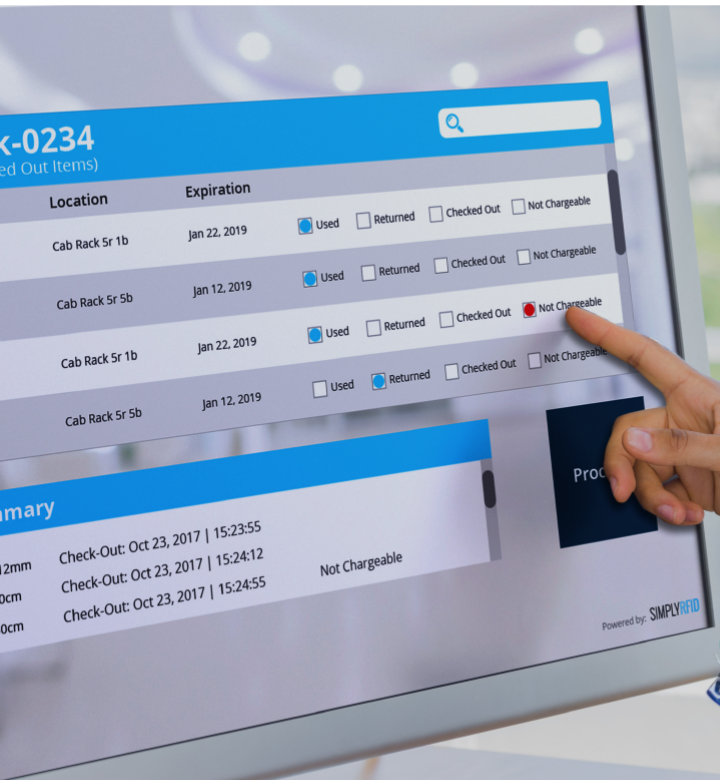 k-0234
ed Out Items)
Location Expiration
Cab Rack 5r 1b Jan 22, 2019 Used Returned Checked Out Not Chargeable
Cab Rack 5r 5b Jan 12, 2019 Used Returned Checked Out Not Chargeable
Cab Rack 5r 1b Jan 22, 2019 Used Returned Checked Out Not Chargeable
Cab Rack 5r 5b Jan 12, 2019 Used Returned Checked Out Not Chargeable
Proc
mmary
2mm Check-Out: Oct 23, 2017 | 15:23:55
0cm Check-Out: Oct 23, 2017 | 15:24:12
0cm Check-Out: Oct 23, 2017 | 15:24:55 Not Chargeable
Powered by: SIMPLYRFID